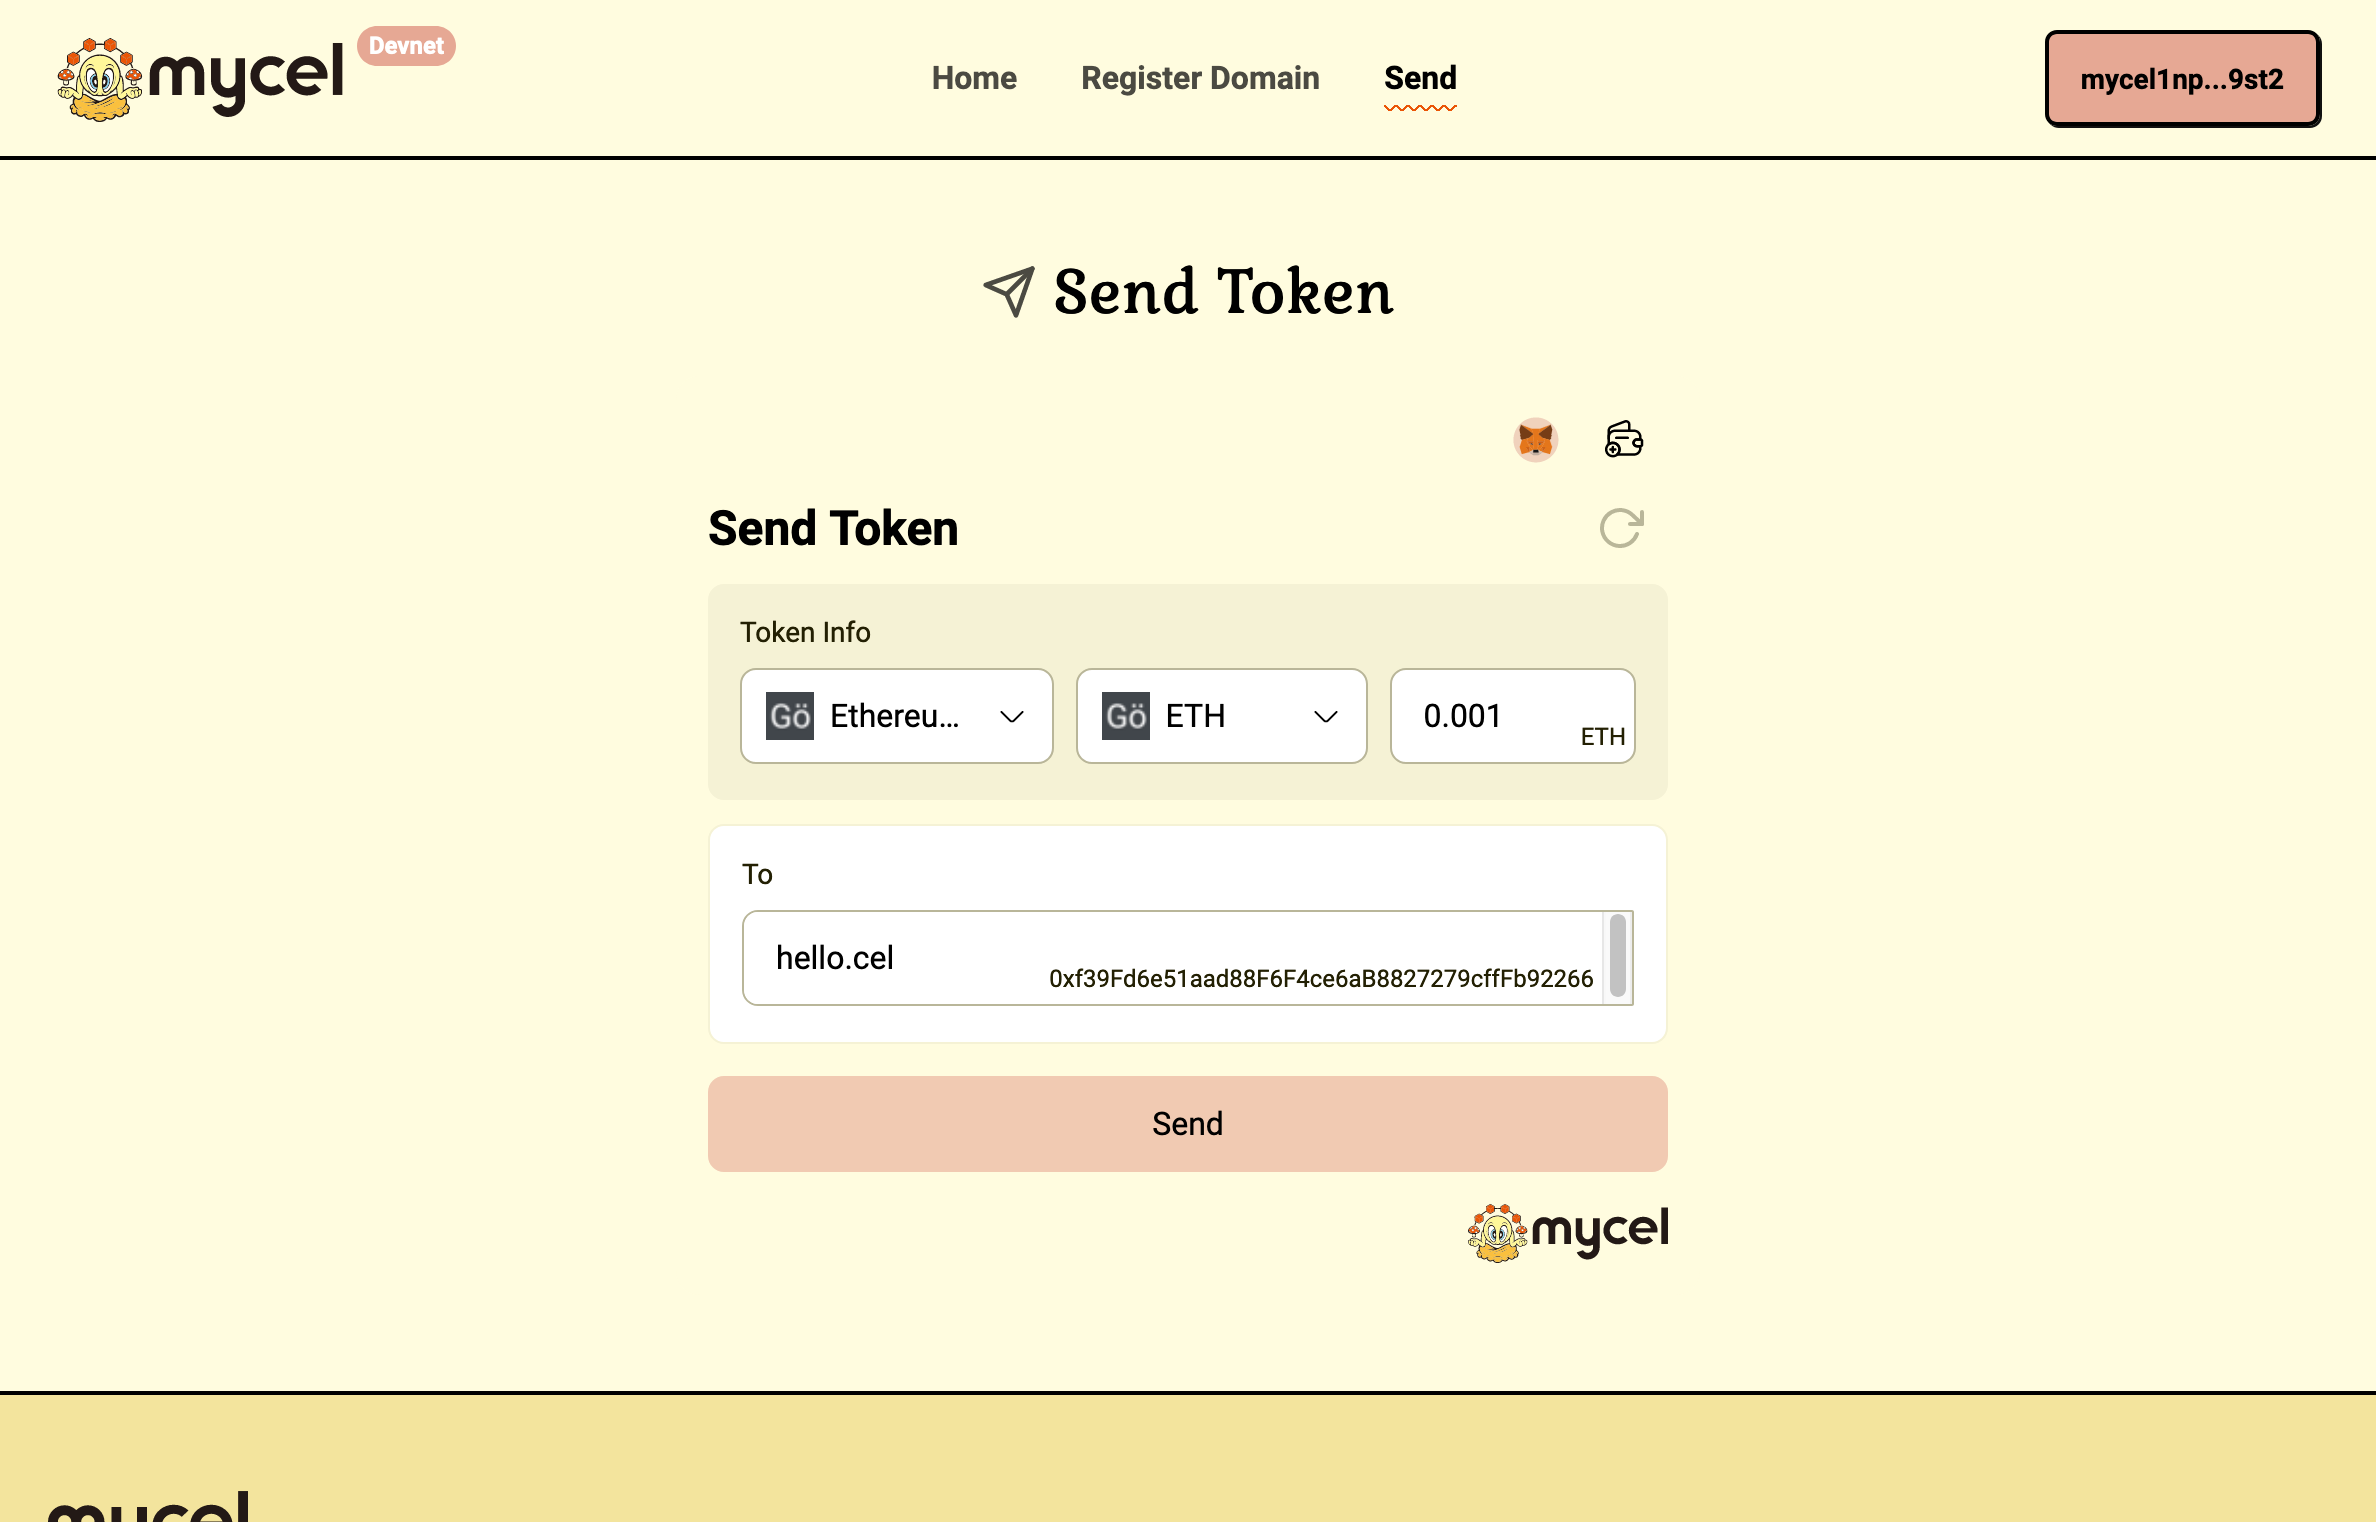 mycel
Devnet
Home
Register Domain
Send
mycel1np...9st2
Send Token
Send Token
Token Info
Gö Ethereu...
Gö ETH
0.001
ETH
To
hello.cel
0xf39Fd6e51aad88F6F4ce6aB8827279cffFb92266
Send
mycel
mycel